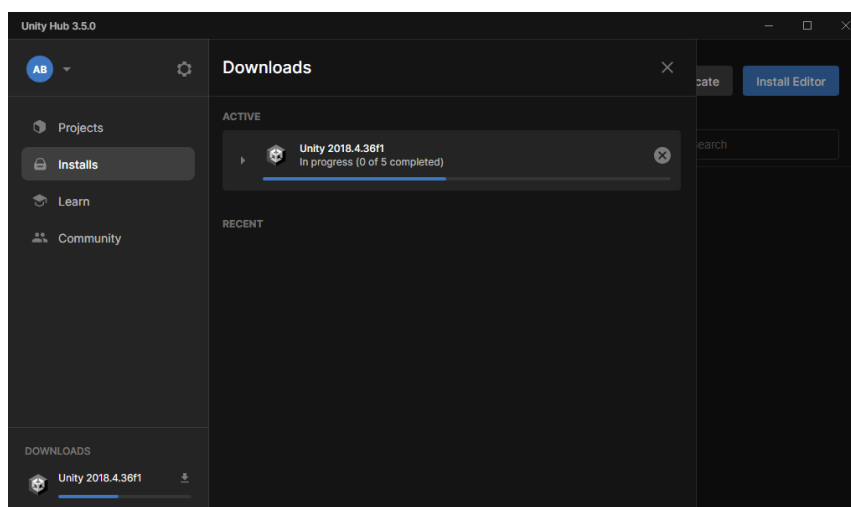 Unity Hub 3.5.0
AB
Projects
Installs
Learn
Community
DOWNLOADS
Unity 2018.4.36f1
Downloads
ACTIVE
Unity 2018.4.36f1
In progress (0 of 5 completed)
RECENT
cate
Install Editor
earch